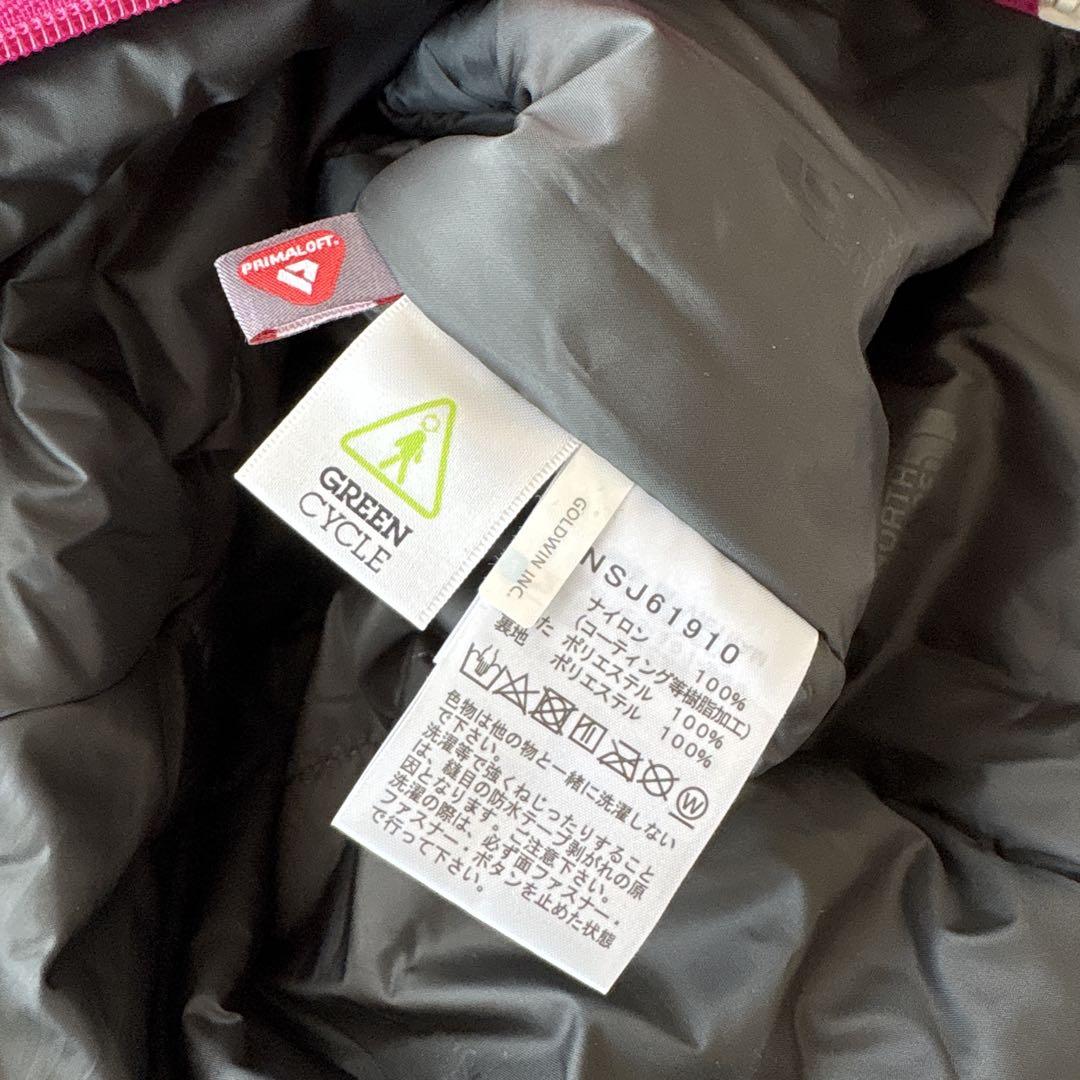 PRIMALOFT®
GREEN
CYCLE
GOLDWIN INC.
NSJ61910
ナイロン 100%
(コーティング等樹脂加工)
た ポリエステル 100%
裏地 ポリエステル 100%
W
色物は他の物と一緒に洗濯しない
で下さい。
洗濯等で強くねじったりすること
は、縫目の防水テープ剥がれの原
因となります。ご注意下さい。
洗濯の際は、必ず面ファスナー・
ファスナー・ボタンを止めた状態
で行って下さい。
NORTH